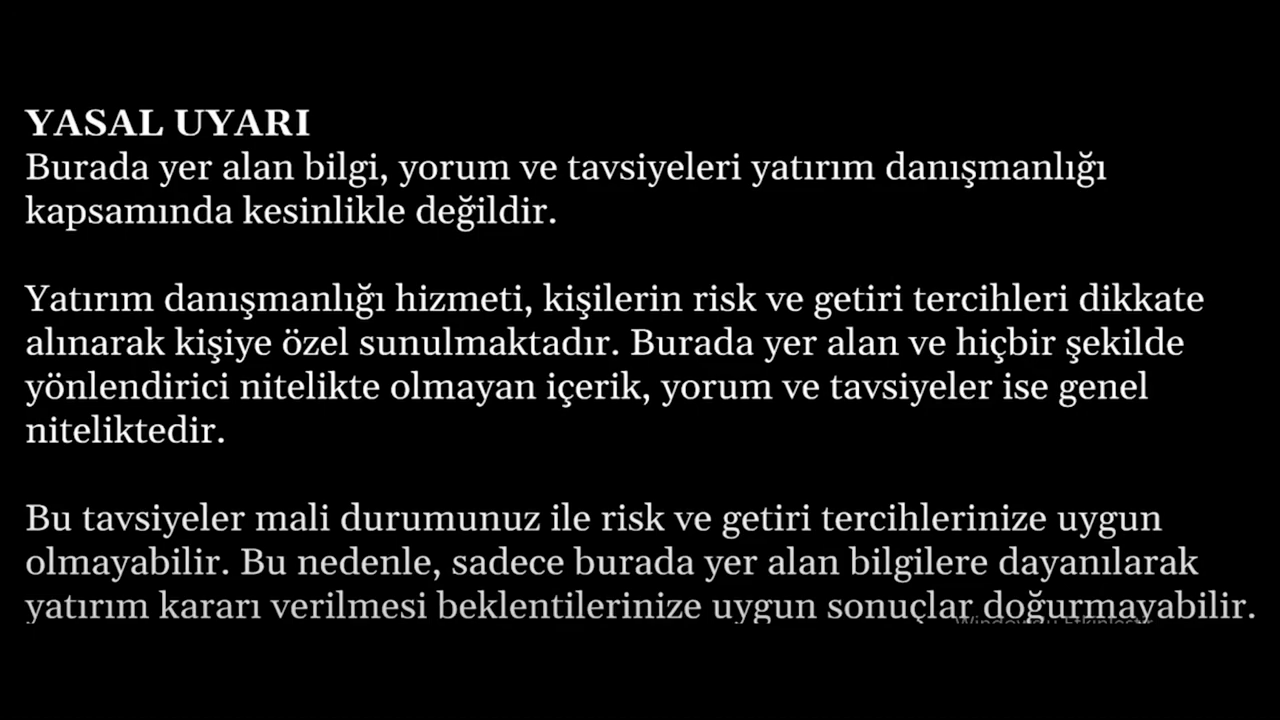 YASAL UYARI
Burada yer alan bilgi, yorum ve tavsiyeleri yatırım danışmanlığı
kapsamında kesinlikle değildir.
Yatırım danışmanlığı hizmeti, kişilerin risk ve getiri tercihleri dikkate
alınarak kişiye özel sunulmaktadır. Burada yer alan ve hiçbir şekilde
yönlendirici nitelikte olmayan içerik, yorum ve tavsiyeler ise genel
niteliktedir.
Bu tavsiyeler mali durumunuz ile risk ve getiri tercihlerinize uygun
olmayabilir. Bu nedenle, sadece burada yer alan bilgilere dayanılarak
yatırım kararı verilmesi beklentilerinize uygun sonuçlar doğurmayabilir.